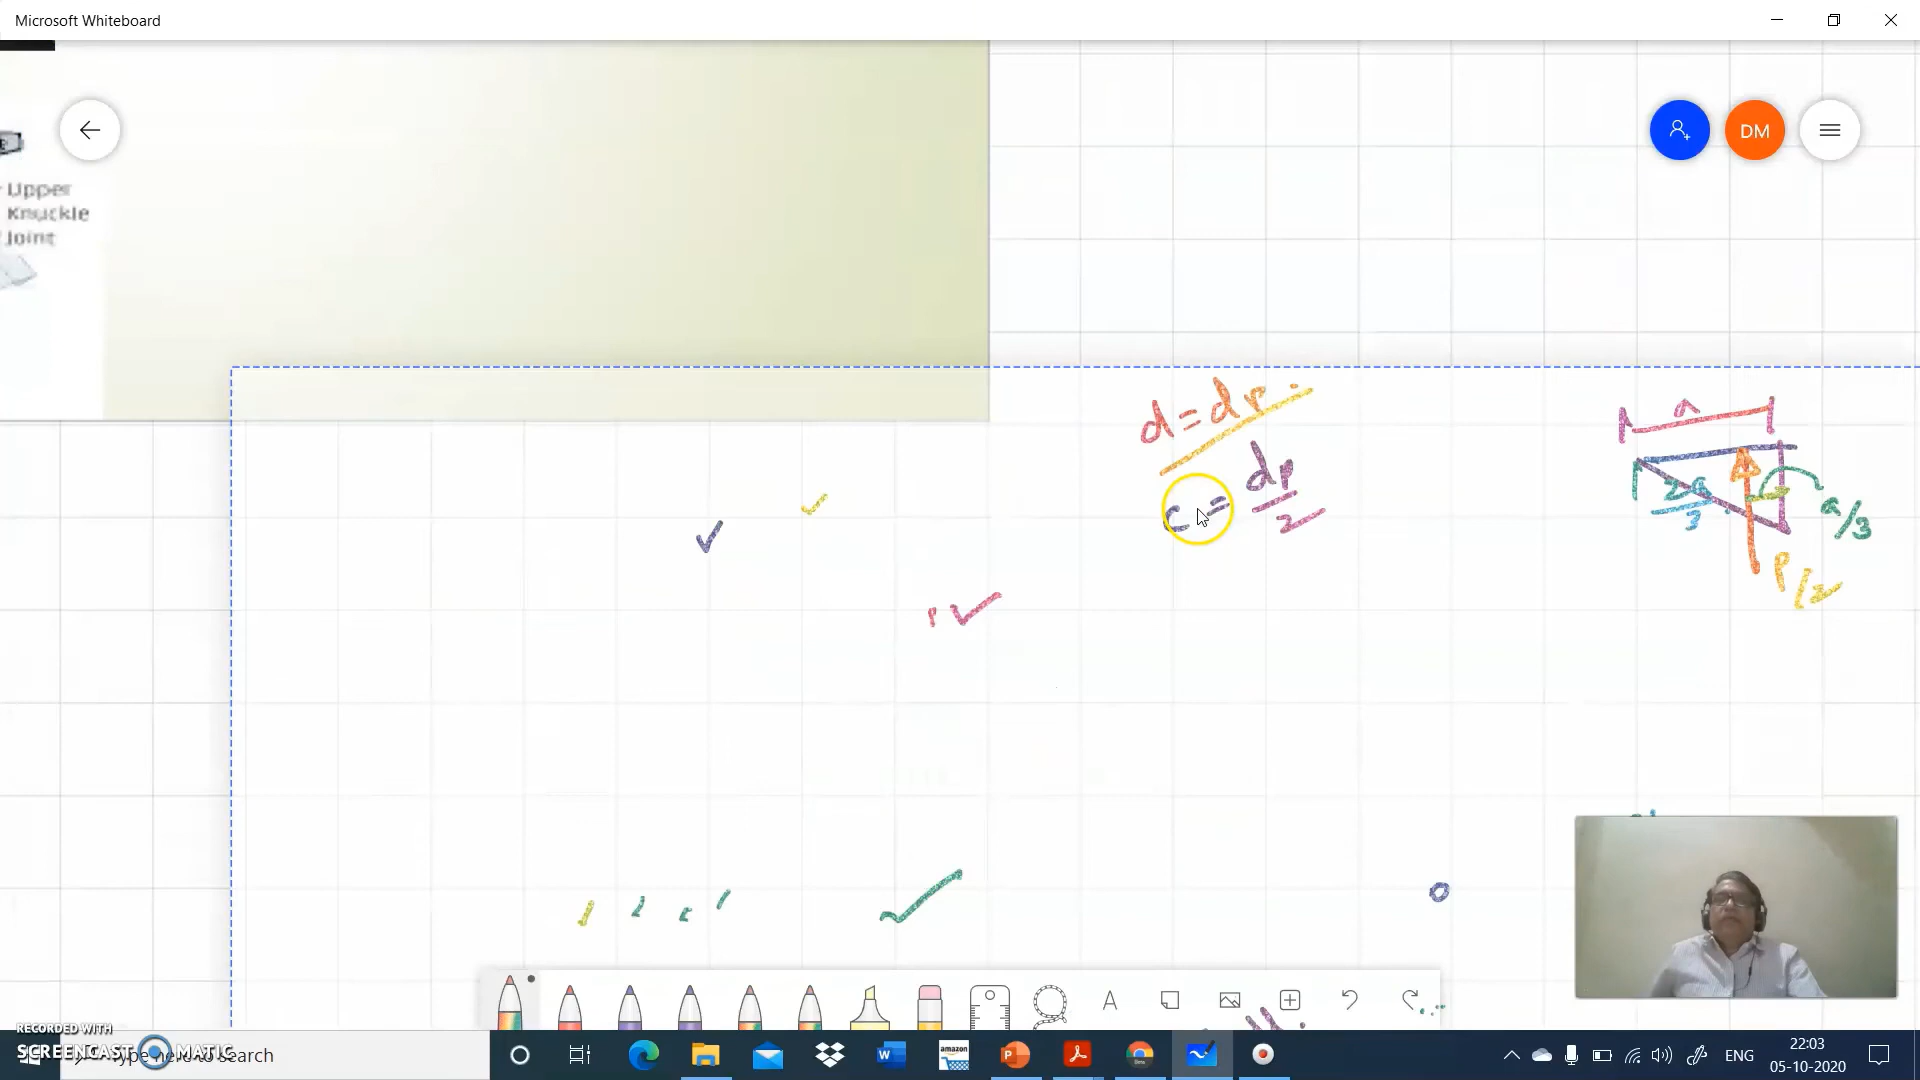 Microsoft Whiteboard
DM
Upper
Knuckle
Joint
d = dp
c = dp/2
a
2a/3
a/3
P/2
A
RECORDED WITH
SCREENCAST MATIC
Type here to search
amazon
ENG
22:03
05-10-2020